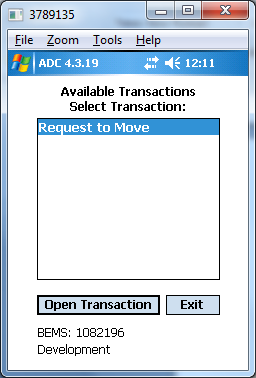 3789135
File Zoom Tools Help
ADC 4.3.19 12:11
Available Transactions
Select Transaction:
Request to Move
Open Transaction Exit
BEMS: 1082196
Development